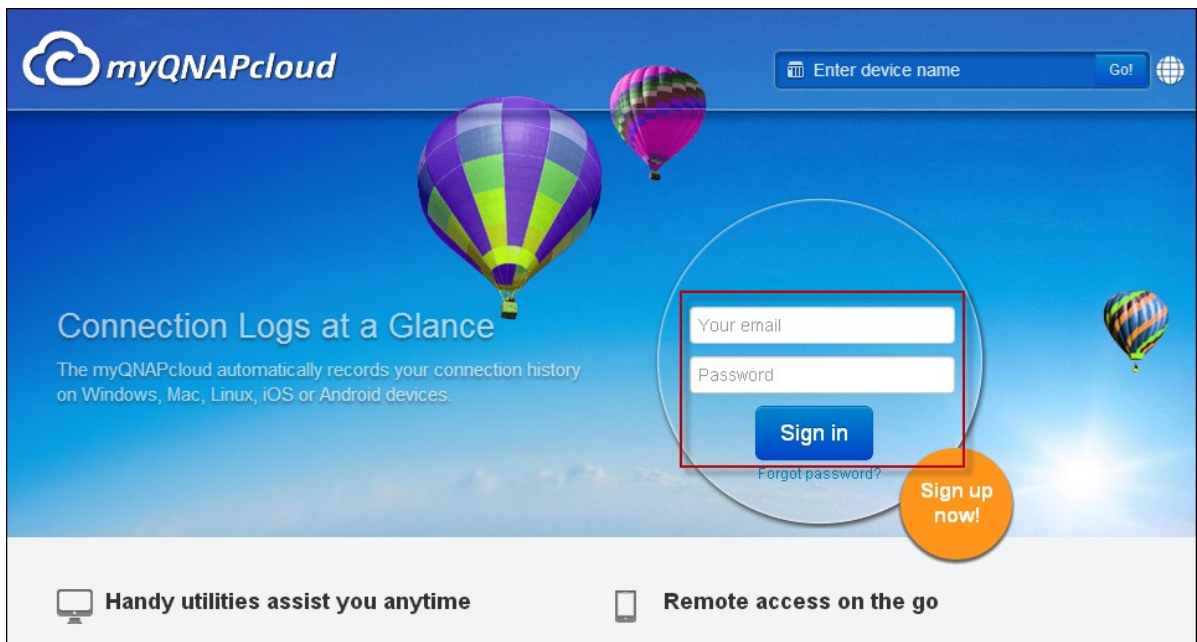 myQNAPcloud
Enter device name
Go!
Connection Logs at a Glance
The myQNAPcloud automatically records your connection history
on Windows, Mac, Linux, iOS or Android devices.
Your email
Password
Sign in
Forgot password?
Sign up
now!
Handy utilities assist you anytime
Remote access on the go